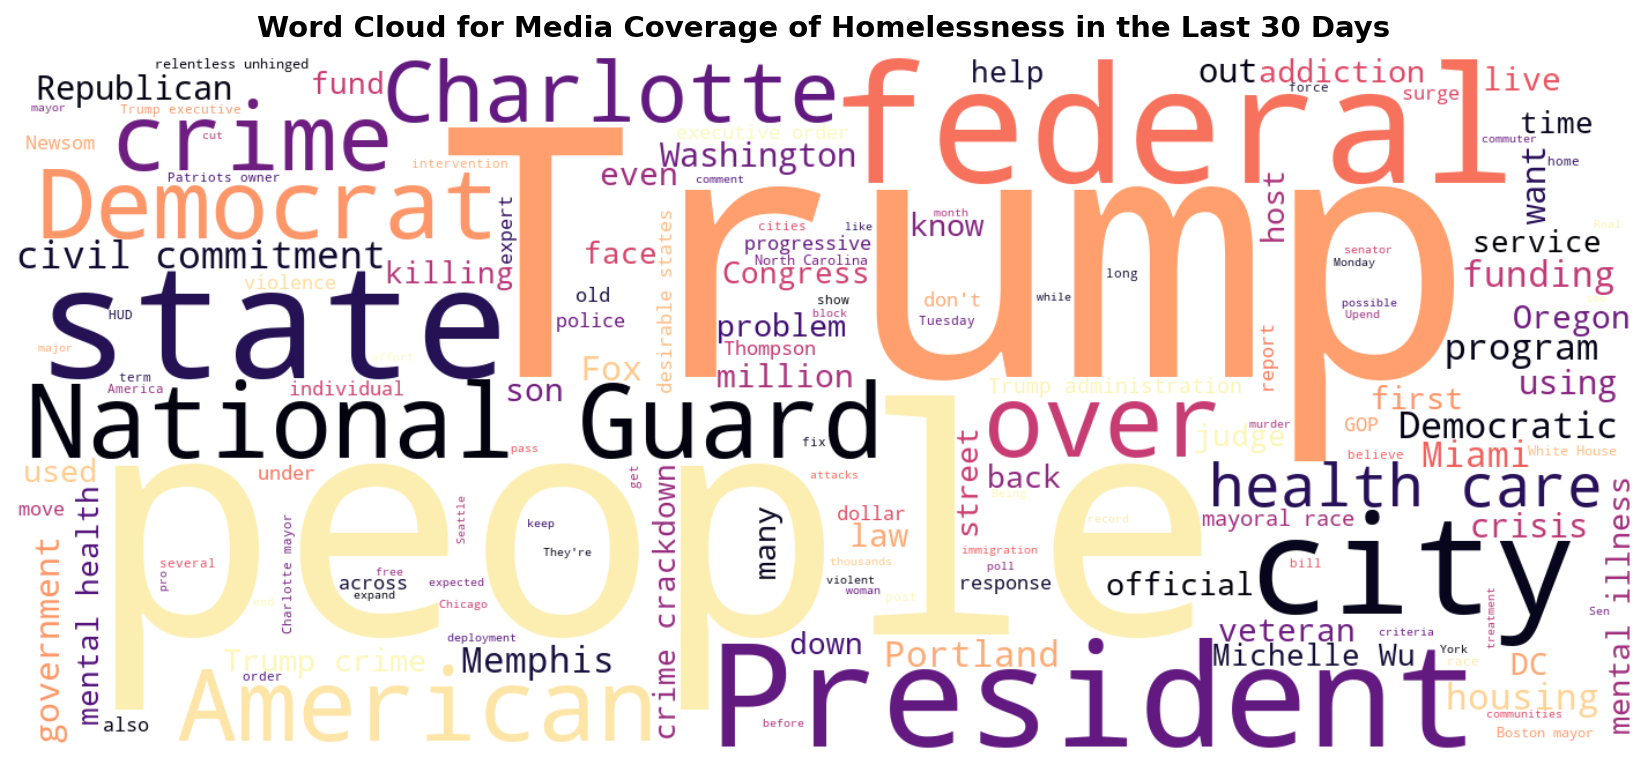 Word Cloud for Media Coverage of Homelessness in the Last 30 Days
relentless unhinged
Republican
fund
Charlotte
federal
help
out
addiction
force
surge
live
mayor
Trump executive
crime
cut
Newsom
Patriots owner
intervention
executive order
Washington
even
comment
time
commuter
home
want
host
Democrat
Trump
expert
civil commitment
killing
violence
face
desirable states
cities
like
progressive
North Carolina
Congress
know
month
long
while
senator
Monday
Real
service
funding
state
HUD
old
police
show
block
problem
don't
Tuesday
possible
Upend
Oregon
major
effort
term
America
individual
son
Fox
Thompson
million
Trump administration
report
program
using
first
National Guard
pass
fix
over
judge
murder
GOP
Democratic
believe
Miami
White House
used
under
get
attacks
street
back
being
health care
move
mental health
people
Seattle
keep
They're
many
dollar
law
thousands
immigration
poll
record
mayoral race
crisis
city
bill
mental illness
government
several
pro
free
across
expand
expected
Chicago
Charlotte mayor
end
crime crackdown
violent
woman
post
response
official
Sen
treatment
deployment
Trump crime
order
Memphis
down
Portland
veteran
criteria
Michelle Wu
York
race
DC
housing
also
American
before
President
communities
Boston mayor